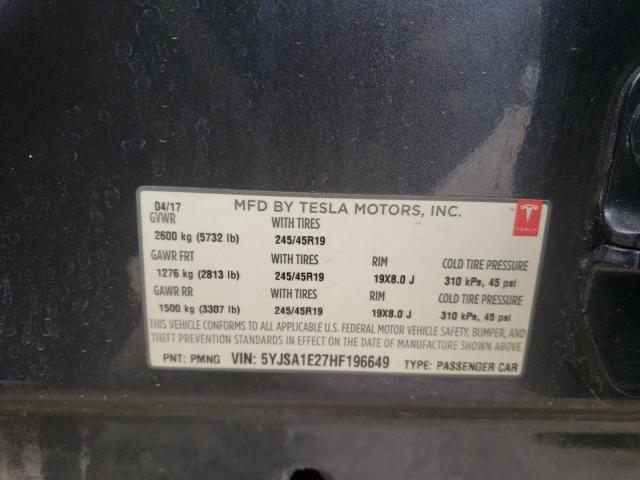 04/17 MFD BY TESLA MOTORS, INC.
GVWR WITH TIRES
2600 kg (5732 lb) 245/45R19
GAWR FRT WITH TIRES RIM COLD TIRE PRESSURE
1276 kg (2813 lb) 245/45R19 19X8.0 J 310 kPa, 45 psi
GAWR RR WITH TIRES RIM COLD TIRE PRESSURE
1500 kg (3307 lb) 245/45R19 19X8.0 J 310 kPa, 45 psi
THIS VEHICLE CONFORMS TO ALL APPLICABLE U.S. FEDERAL MOTOR VEHICLE SAFETY, BUMPER, AND
THEFT PREVENTION STANDARDS IN EFFECT ON THE DATE OF MANUFACTURE SHOWN ABOVE.
PNT: PMNG VIN: 5YJSA1E27HF196649 TYPE: PASSENGER CAR
TESLA